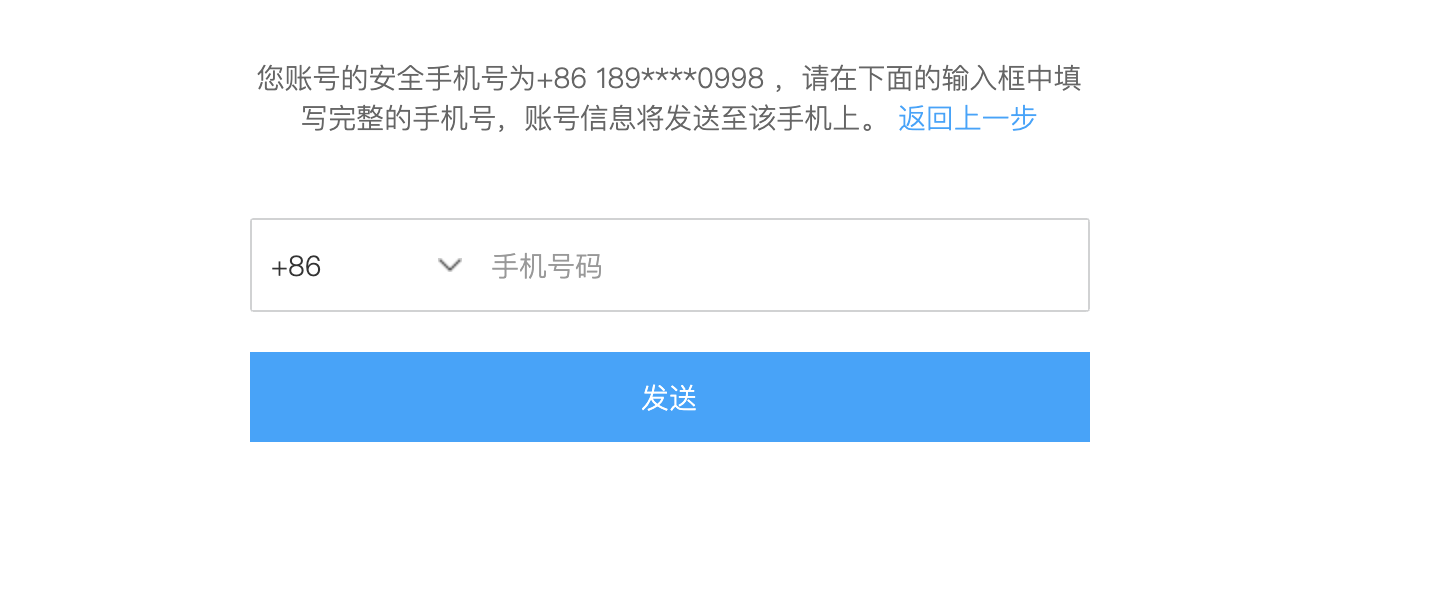 您账号的安全手机号为+86 189****0998 ，请在下面的输入框中填
写完整的手机号，账号信息将发送至该手机上。 返回上一步
+86 手机号码
发送